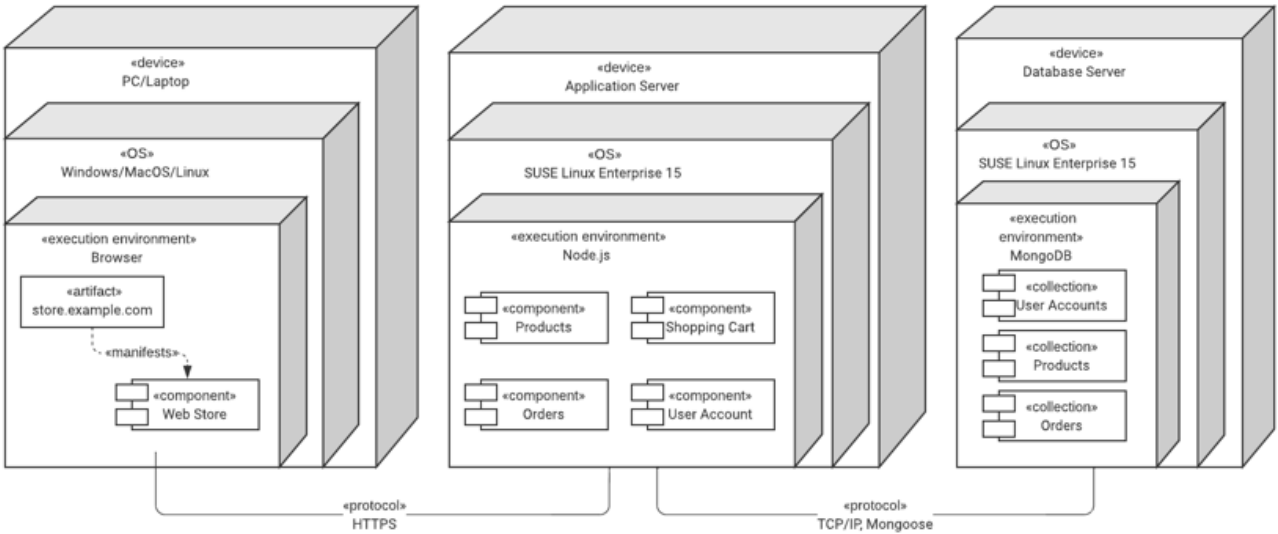 «device»
PC/Laptop
«OS»
Windows/MacOS/Linux
«execution environment»
Browser
«artifact»
store.example.com
«manifests»
«component»
Web Store
«device»
Application Server
«OS»
SUSE Linux Enterprise 15
«execution environment»
Node.js
«component»
Products
«component»
Shopping Cart
«component»
Orders
«component»
User Account
«device»
Database Server
«OS»
SUSE Linux Enterprise 15
«execution
environment»
MongoDB
«collection»
User Accounts
«collection»
Products
«collection»
Orders
«protocol»
HTTPS
«protocol»
TCP/IP, Mongoose